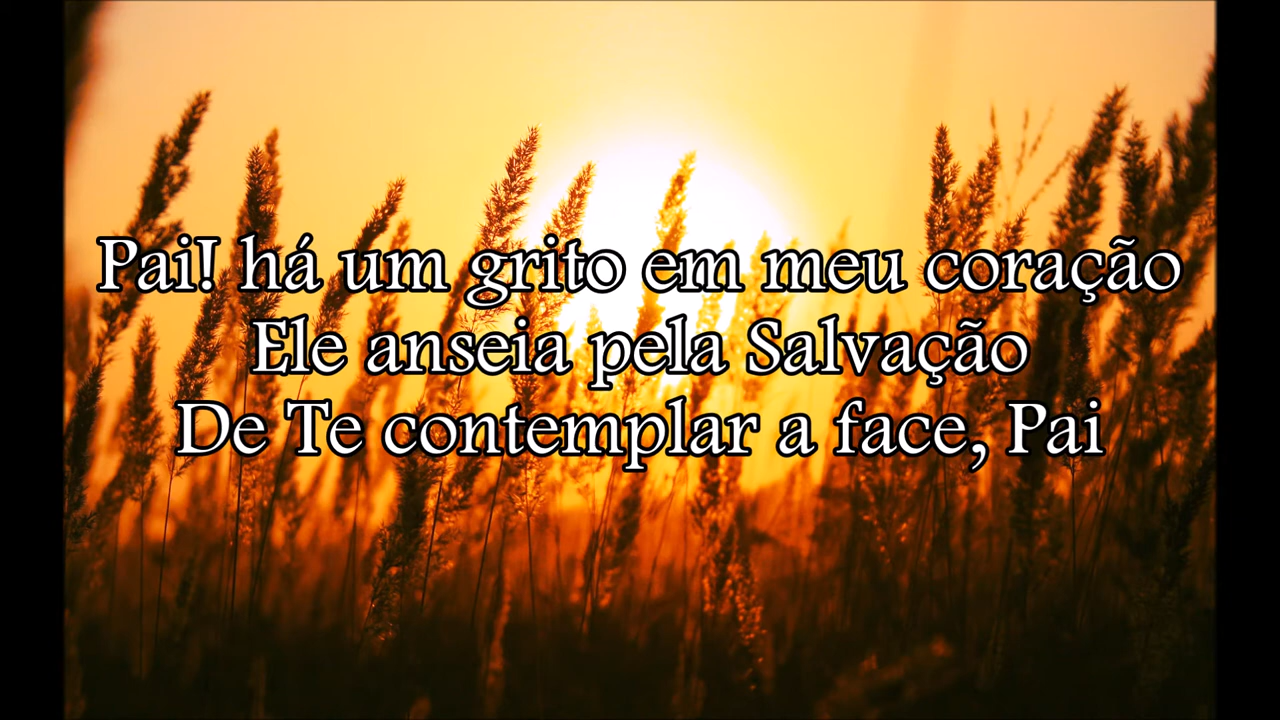 Pai! há um grito em meu coração
Ele anseia pela Salvação
De Te contemplar a face, Pai